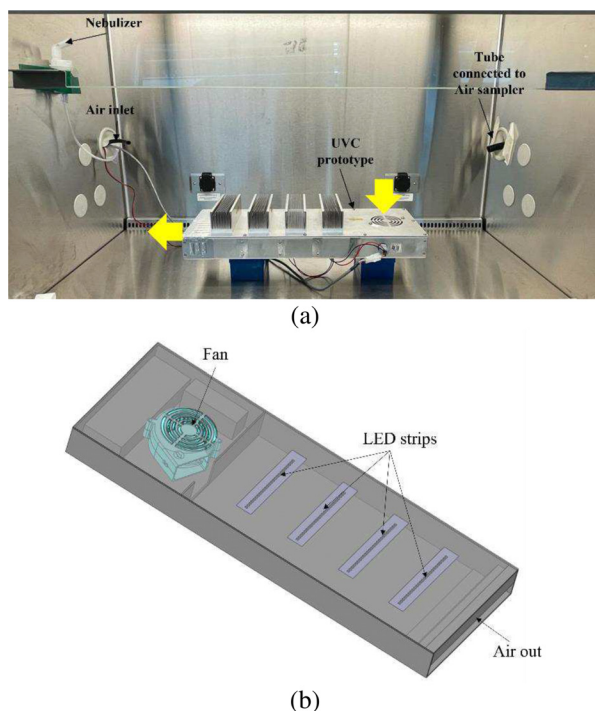 Nebulizer
Air inlet
Tube
connected to
Air sampler
UVC
prototype
(a)
Fan
LED strips
Air out
(b)